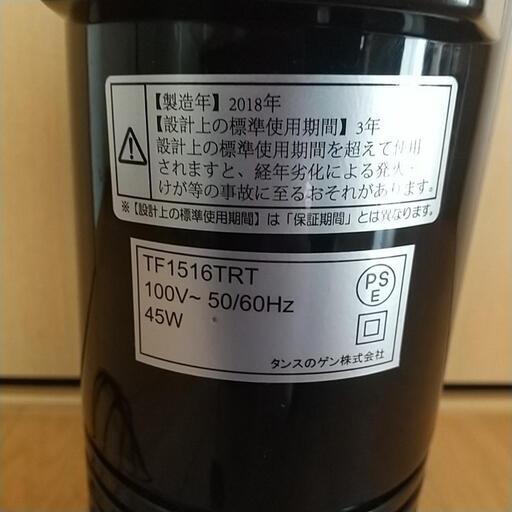 【製造年】2018年
【設計上の標準使用期間】3年
設計上の標準使用期間を超えて使用
されますと、経年劣化による発火・
けが等の事故に至るおそれがあります。
※【設計上の標準使用期間】は「保証期間」とは異なります。
TF1516TRT
100V~ 50/60Hz
45W
PS
E
タンスのゲン株式会社